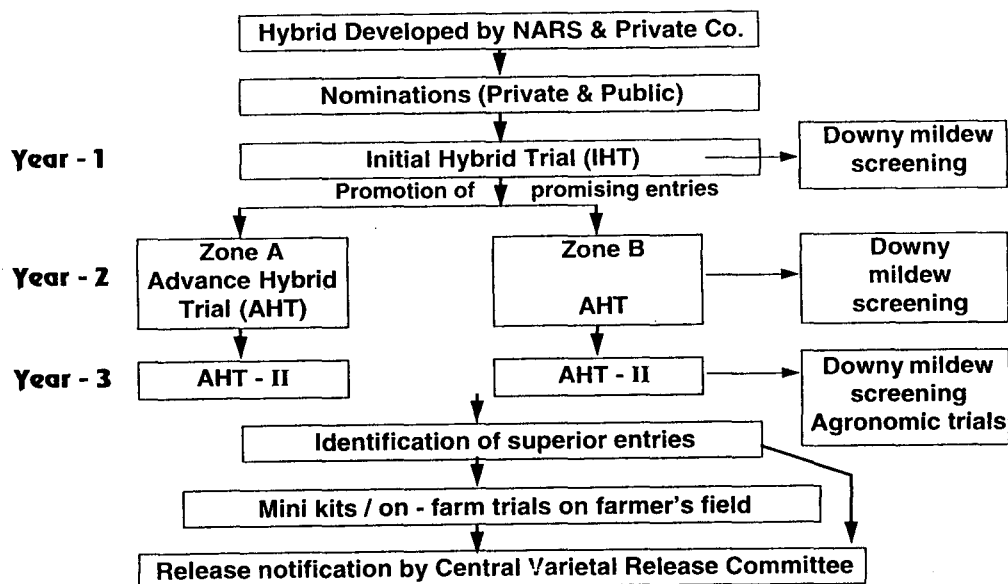 Hybrid Developed by NARS & Private Co.
Nominations (Private & Public)
Year - 1
Initial Hybrid Trial (IHT)
Downy mildew
screening
Promotion of promising entries
Year - 2
Zone A
Advance Hybrid
Trial (AHT)
Zone B
AHT
Downy
mildew
screening
Year - 3
AHT - II
AHT - II
Downy mildew
screening
Agronomic trials
Identification of superior entries
Mini kits / on - farm trials on farmer's field
Release notification by Central Varietal Release Committee